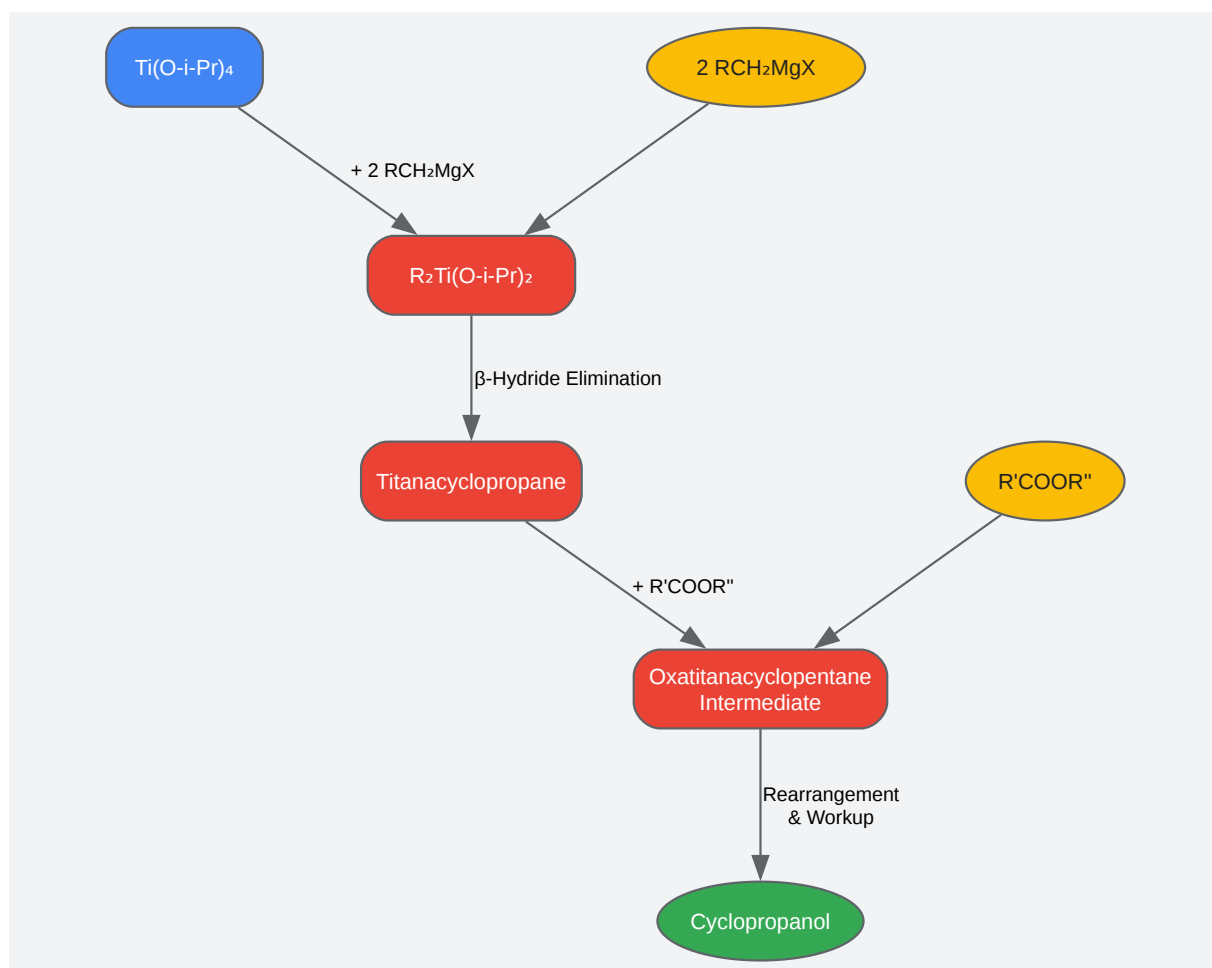 Ti(O-i-Pr)₄
2 RCH₂MgX
+ 2 RCH₂MgX
R₂Ti(O-i-Pr)₂
β-Hydride Elimination
Titanacyclopropane
R'COOR"
+ R'COOR"
Oxatitanacyclopentane
Intermediate
Rearrangement
& Workup
Cyclopropanol